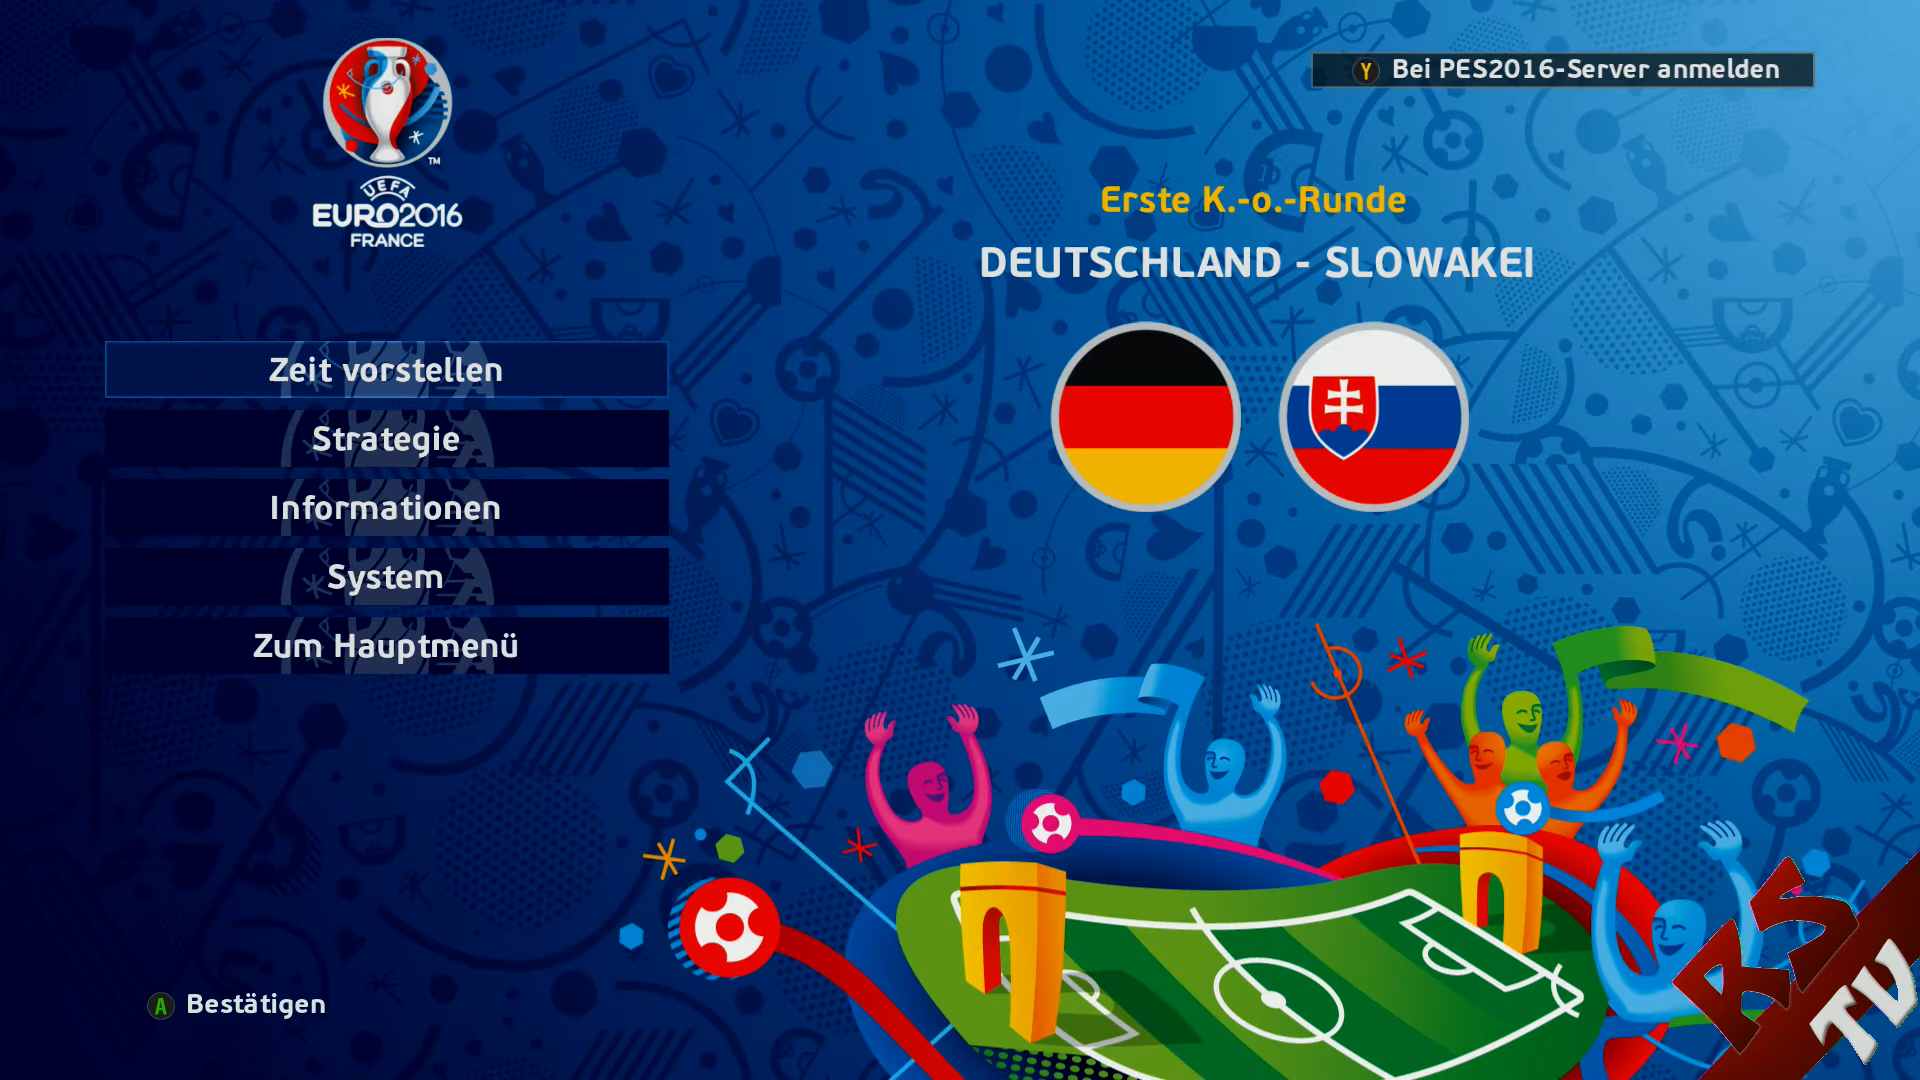 UEFA
EURO2016
FRANCE
TM
Y Bei PES2016-Server anmelden
Erste K.-o.-Runde
DEUTSCHLAND - SLOWAKEI
Zeit vorstellen
Strategie
Informationen
System
Zum Hauptmenü
A Bestätigen
RS
TV